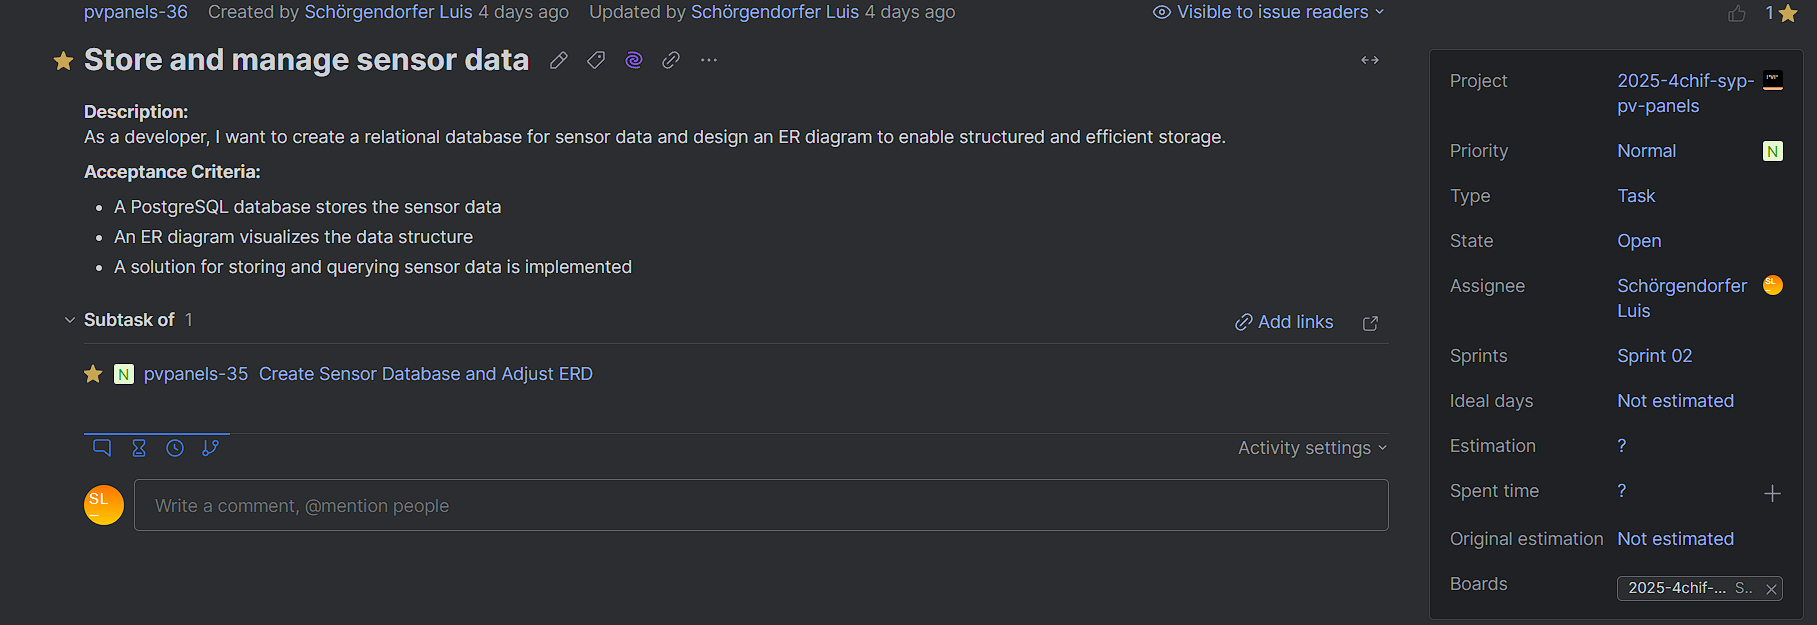 pvpanels-36 Created by Schörgendorfer Luis 4 days ago Updated by Schörgendorfer Luis 4 days ago Visible to issue readers 1
Store and manage sensor data
Description:
As a developer, I want to create a relational database for sensor data and design an ER diagram to enable structured and efficient storage.
Acceptance Criteria:
• A PostgreSQL database stores the sensor data
• An ER diagram visualizes the data structure
• A solution for storing and querying sensor data is implemented
Subtask of 1 Add links
N pvpanels-35 Create Sensor Database and Adjust ERD
Activity settings
SL Write a comment, @mention people
Project 2025-4chif-syp-
pv-panels
Priority Normal N
Type Task
State Open
Assignee Schörgendorfer SL
Luis
Sprints Sprint 02
Ideal days Not estimated
Estimation ?
Spent time ?
Original estimation Not estimated
Boards 2025-4chif-... S..